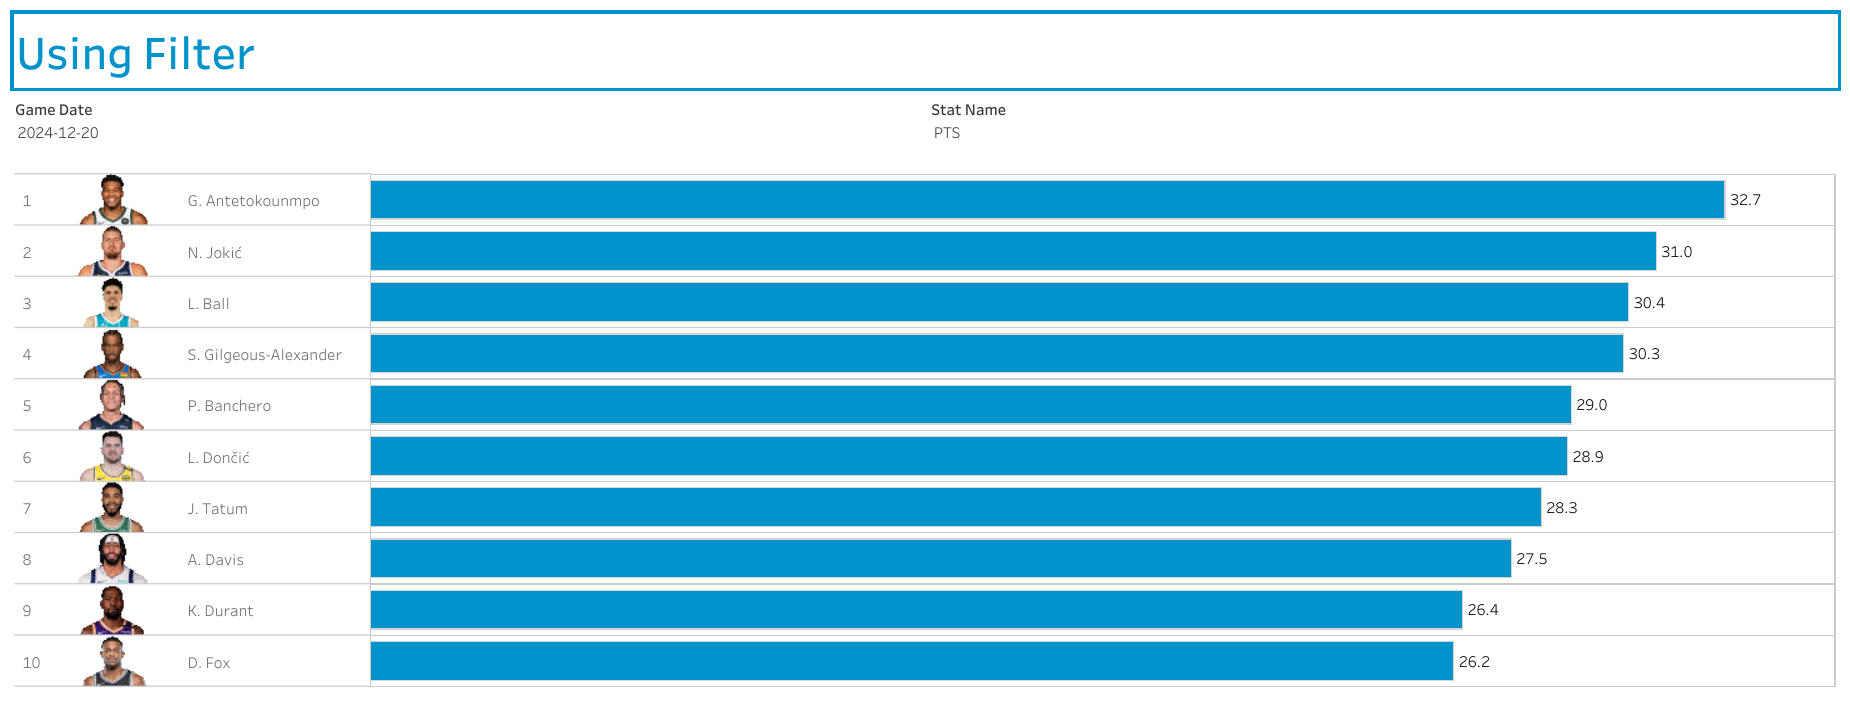 Using Filter
Game Date
2024-12-20
Stat Name
PTS
1 G. Antetokounmpo 32.7
2 N. Jokić 31.0
3 L. Ball 30.4
4 S. Gilgeous-Alexander 30.3
5 P. Banchero 29.0
6 L. Dončić 28.9
7 J. Tatum 28.3
8 A. Davis 27.5
9 K. Durant 26.4
10 D. Fox 26.2